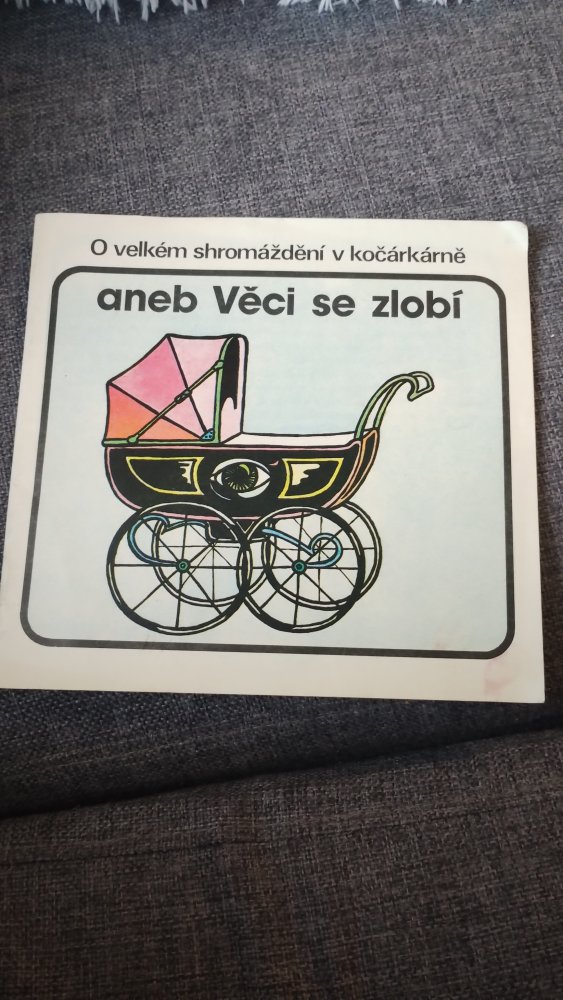 O velkém shromáždění v kočárkárně
aneb Věci se zlobí